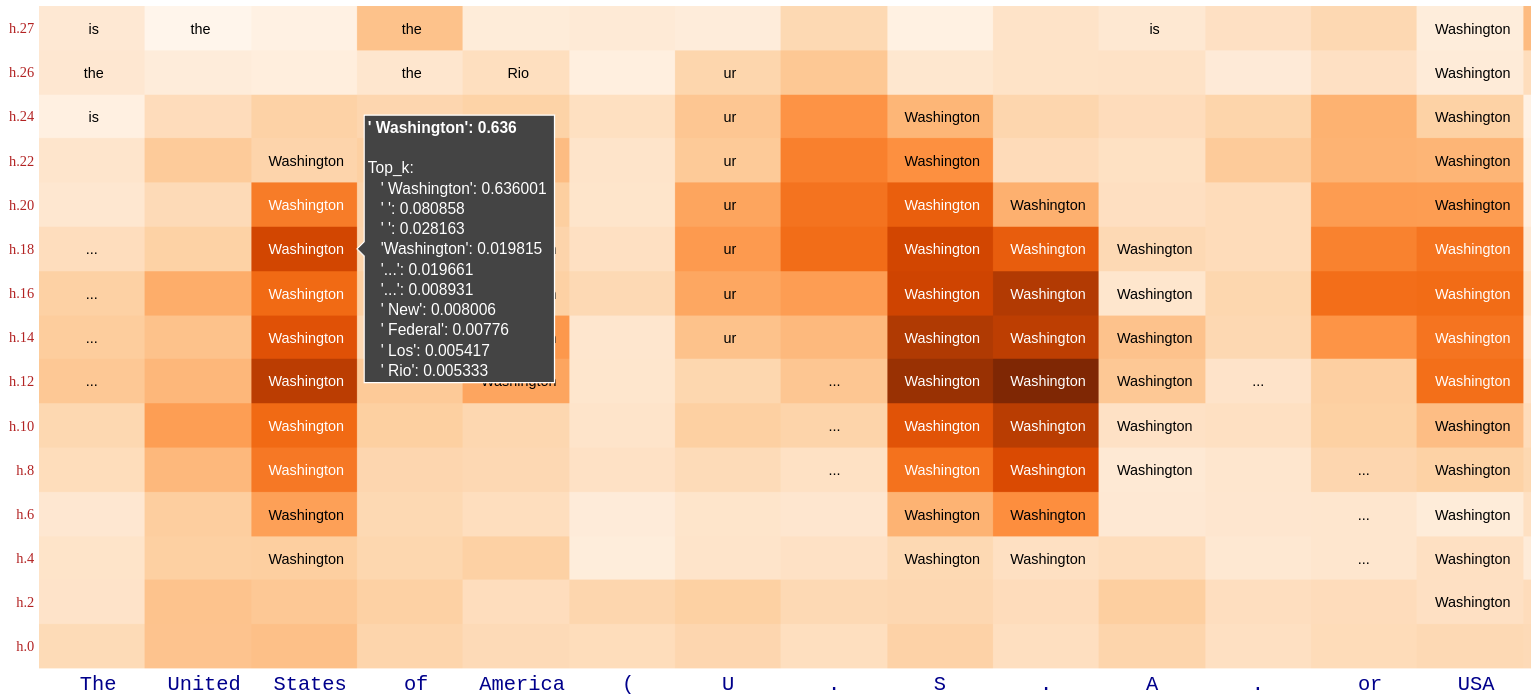 h.27 is the the is Washington
h.26 the the Rio ur Washington
h.24 is ur Washington Washington
h.22 Washington ur Washington Washington
h.20 Washington ur Washington Washington Washington
h.18 ... Washington ur Washington Washington Washington Washington
h.16 ... Washington ur Washington Washington Washington Washington
h.14 ... Washington ur Washington Washington Washington Washington
h.12 ... Washington Washington ... Washington Washington Washington ... Washington
h.10 Washington ... Washington Washington Washington Washington
h.8 Washington ... Washington Washington Washington ... Washington
h.6 Washington Washington Washington ... Washington
h.4 Washington Washington Washington ... Washington
h.2 Washington
h.0
The United States of America ( U . S . A . or USA
' Washington': 0.636
Top_k:
' Washington': 0.636001
' ': 0.080858
' ': 0.028163
'Washington': 0.019815
'...': 0.019661
'...': 0.008931
' New': 0.008006
' Federal': 0.00776
' Los': 0.005417
' Rio': 0.005333